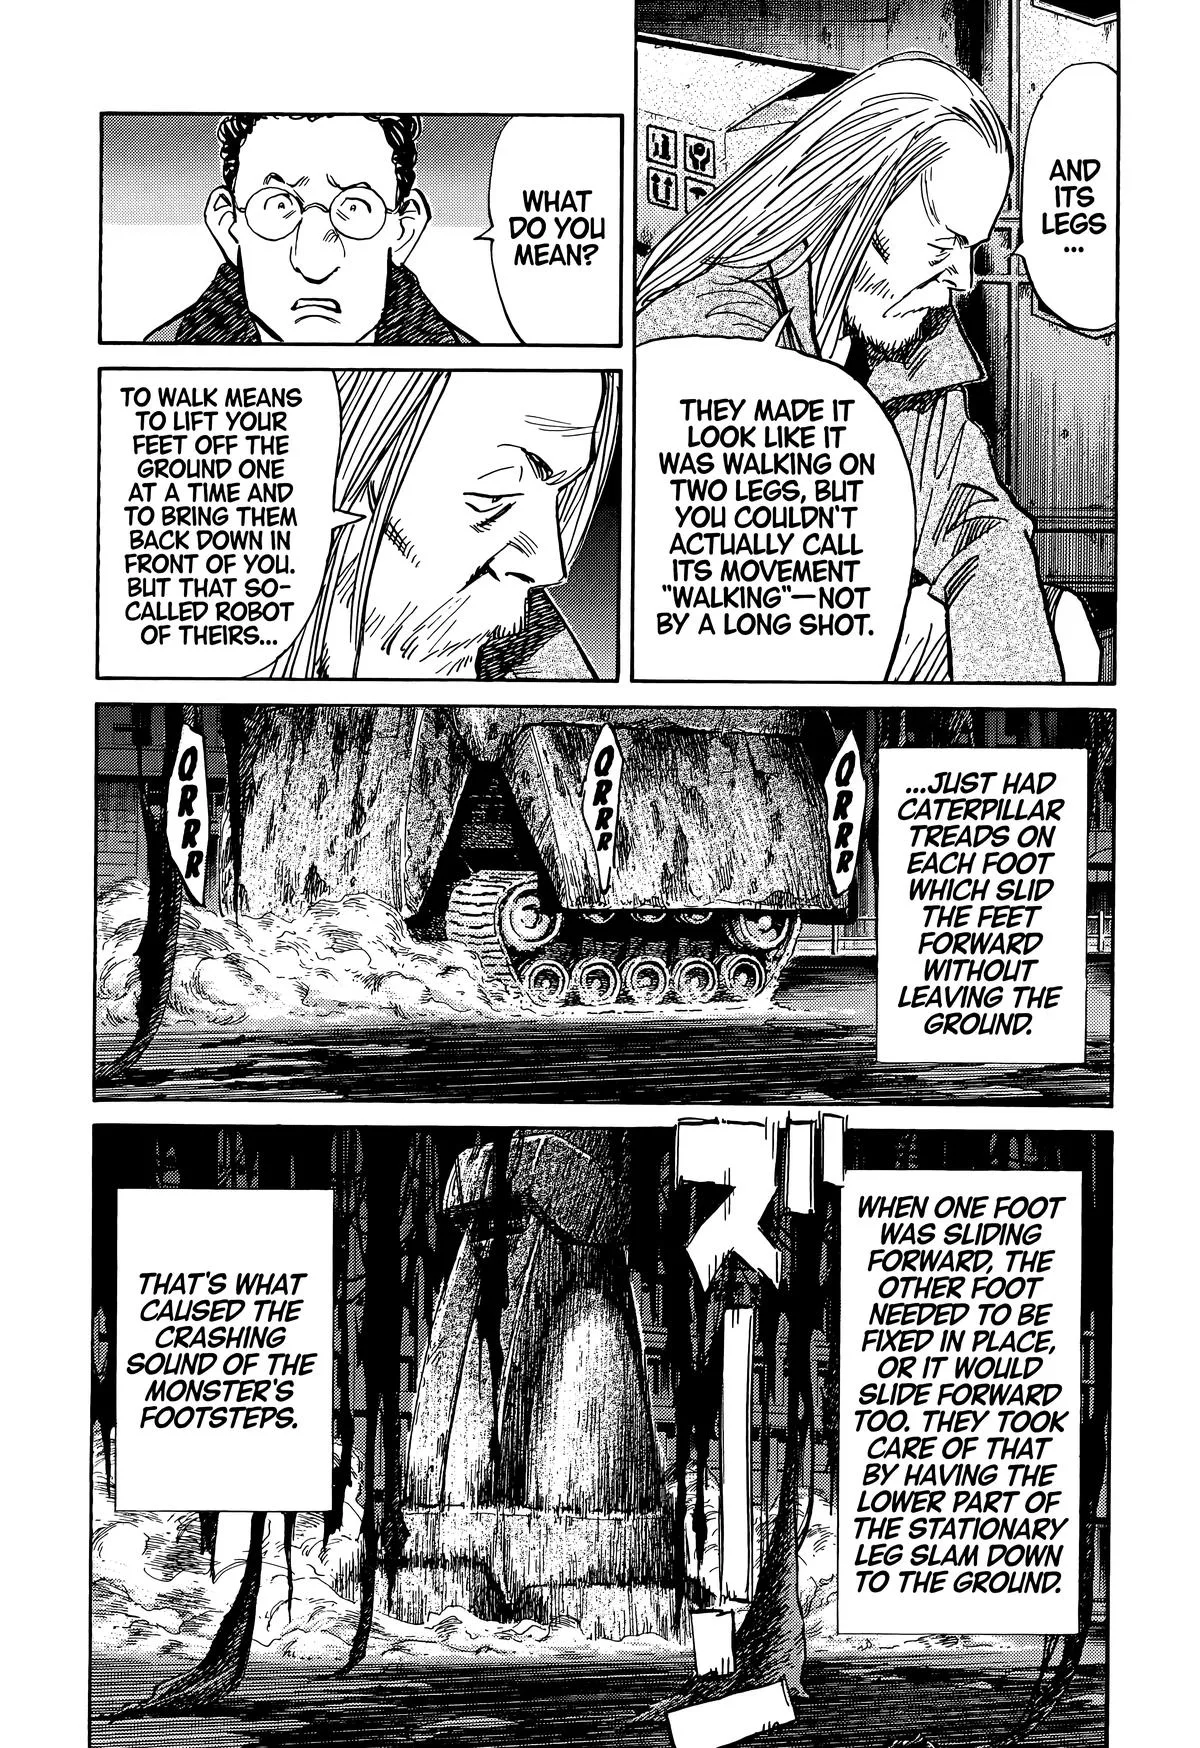 AND
ITS
LEGS
...
THEY MADE IT
LOOK LIKE IT
WAS WALKING ON
TWO LEGS, BUT
YOU COULDN'T
ACTUALLY CALL
ITS MOVEMENT
"WALKING"—NOT
BY A LONG SHOT.
WHAT
DO YOU
MEAN?
TO WALK MEANS
TO LIFT YOUR
FEET OFF THE
GROUND ONE
AT A TIME AND
TO BRING THEM
BACK DOWN IN
FRONT OF YOU.
BUT THAT SO-
CALLED ROBOT
OF THEIRS...
...JUST HAD
CATERPILLAR
TREADS ON
EACH FOOT
WHICH SLID
THE FEET
FORWARD
WITHOUT
LEAVING THE
GROUND.
QRRR
QRRR
QRRR
WHEN ONE FOOT
WAS SLIDING
FORWARD, THE
OTHER FOOT
NEEDED TO BE
FIXED IN PLACE,
OR IT WOULD
SLIDE FORWARD
TOO. THEY TOOK
CARE OF THAT
BY HAVING THE
LOWER PART OF
THE STATIONARY
LEG SLAM DOWN
TO THE GROUND.
THAT'S WHAT
CAUSED THE
CRASHING
SOUND OF THE
MONSTER'S
FOOTSTEPS.